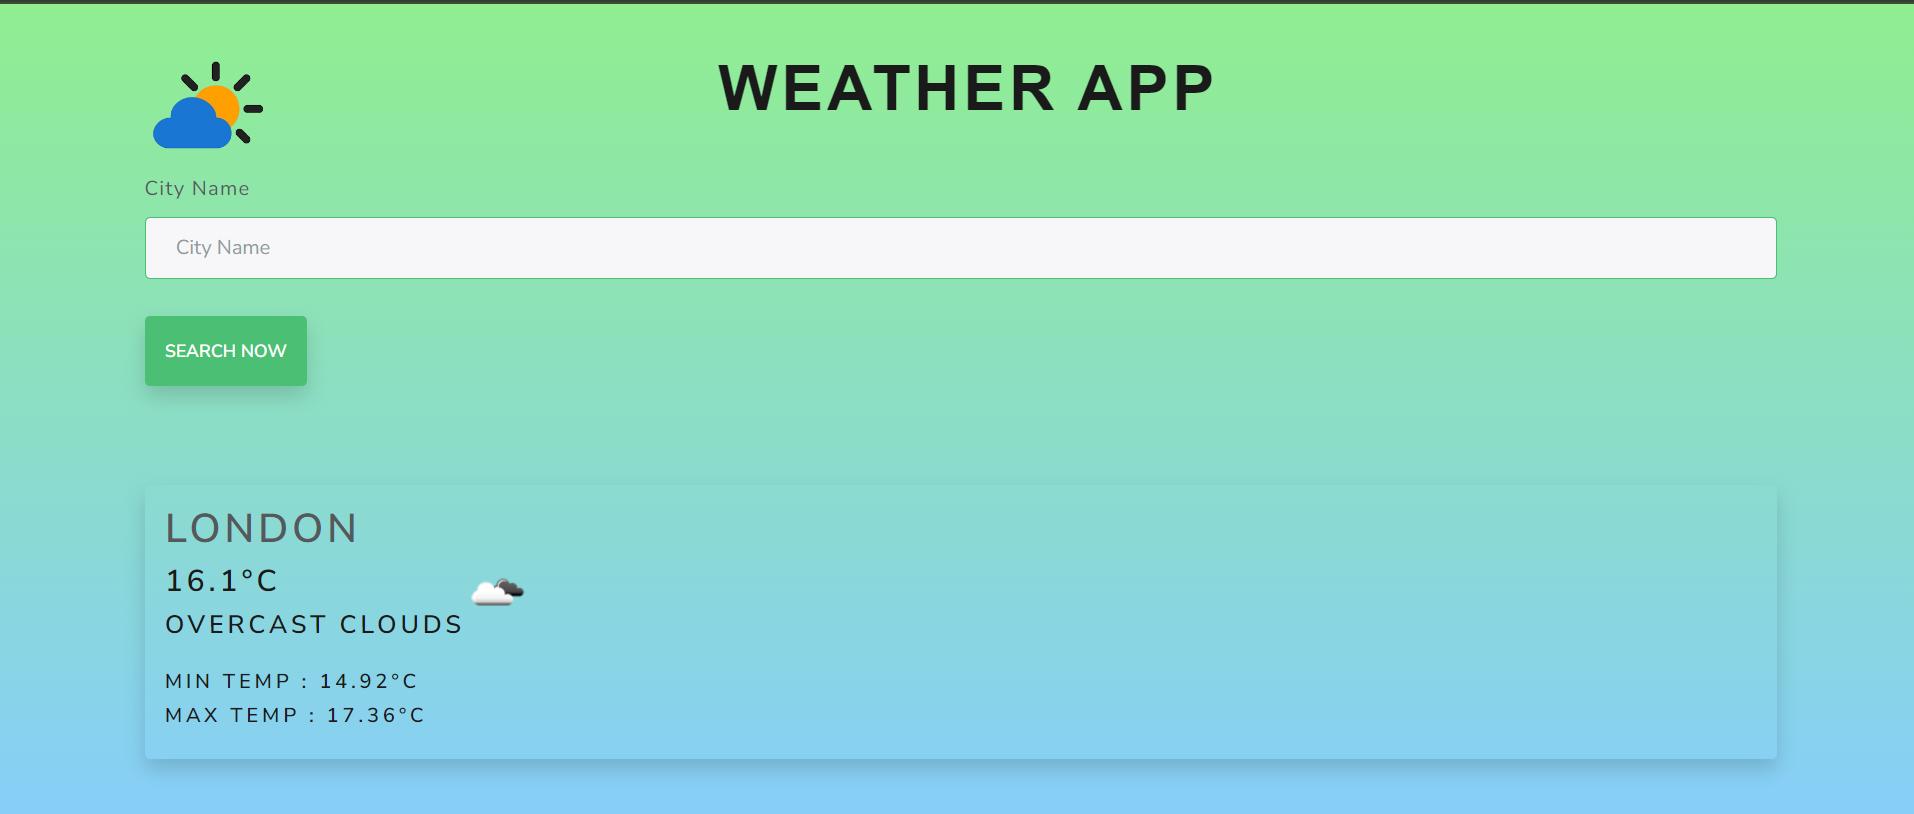 WEATHER APP
City Name
City Name
SEARCH NOW
LONDON
16.1°C
OVERCAST CLOUDS
MIN TEMP : 14.92°C
MAX TEMP : 17.36°C